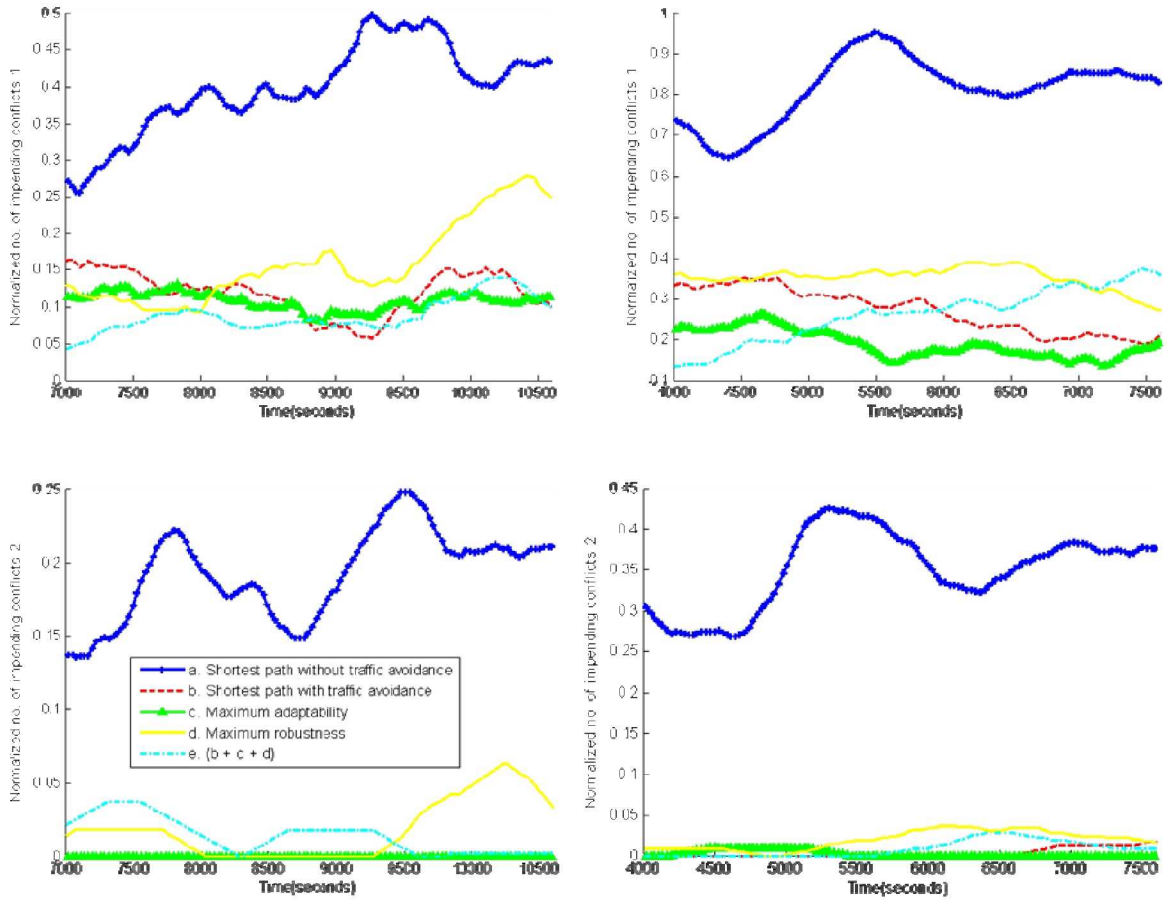 Normalized no. of impending conflicts 1
0.5
0.45
0.4
0.35
0.3
0.25
0.2
0.15
0.1
0.05
0
7000 7500 8000 8500 9000 9500 10000 10500
Time(seconds)
Normalized no. of impending conflicts 1
1
0.9
0.8
0.7
0.6
0.5
0.4
0.3
0.2
0.1
4000 4500 5000 5500 6000 6500 7000 7500
Time(seconds)
Normalized no. of impending conflicts 2
0.25
0.2
0.15
0.1
0.05
0
7000 7500 8000 8500 9000 9500 10000 10500
Time(seconds)
a. Shortest path without traffic avoidance
b. Shortest path with traffic avoidance
c. Maximum adaptability
d. Maximum robustness
e. (b + c + d)
Normalized no. of impending conflicts 2
0.45
0.4
0.35
0.3
0.25
0.2
0.15
0.1
0.05
0
4000 4500 5000 5500 6000 6500 7000 7500
Time(seconds)